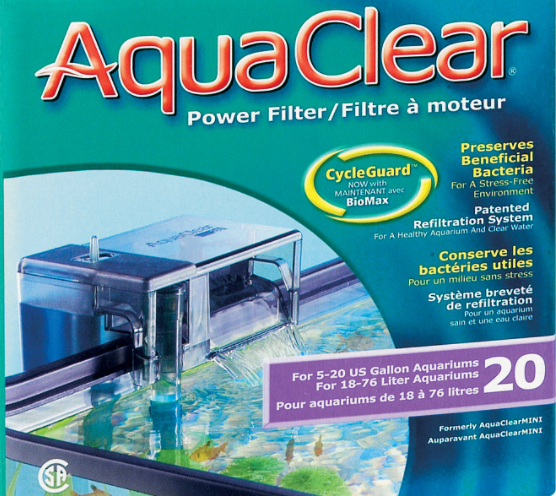 AquaClear®
Power Filter/Filtre à moteur
CycleGuard™
NOW with
MAINTENANT avec
BioMax
Preserves
Beneficial
Bacteria
For A Stress-Free
Environment
Patented
Refiltration System
For A Healthy Aquarium And Clear Water
Conserve les
bactéries utiles
Pour un milieu sans stress
Système breveté
de refiltration
Pour un aquarium
sain et une eau claire
AquaClear
For 5-20 US Gallon Aquariums
For 18-76 Liter Aquariums
Pour aquariums de 18 à 76 litres
20
Formerly AquaClearMINI
Auparavant AquaClearMINI
SA